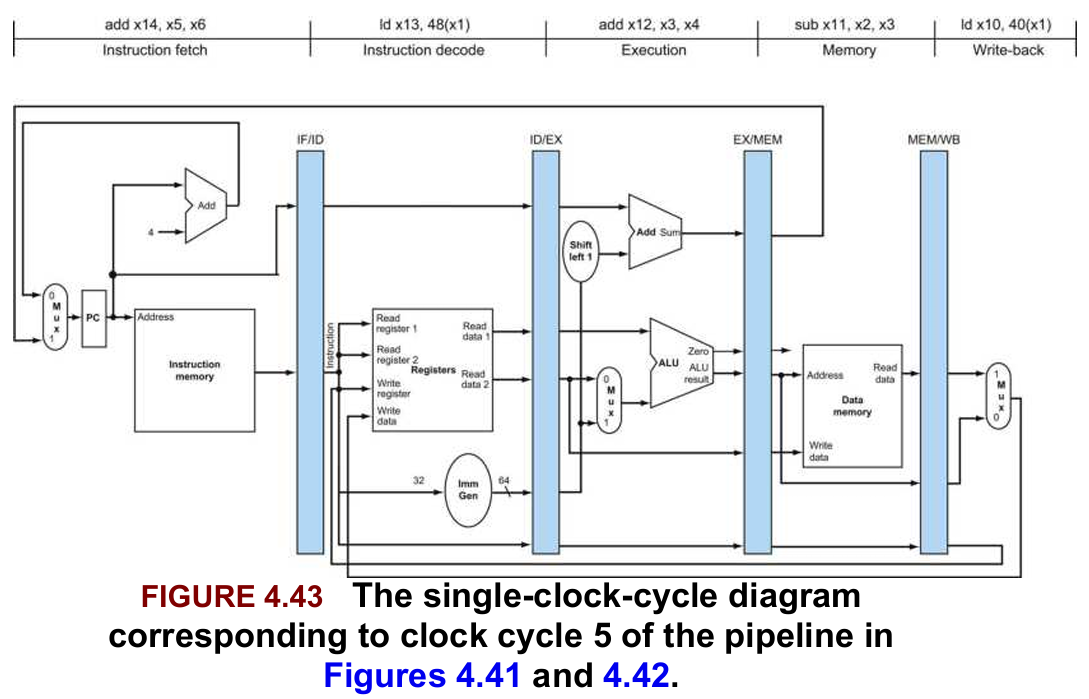 add x14, x5, x6 ld x13, 48(x1) add x12, x3, x4 sub x11, x2, x3 ld x10, 40(x1)
Instruction fetch Instruction decode Execution Memory Write-back
IF/ID ID/EX EX/MEM MEM/WB
Add
4
Add Sum
Shift
left 1
0
M
u
x
1
PC
Address
Instruction
memory
Instruction
Read
register 1
Read
register 2
Write
register
Write
data
Registers
Read
data 1
Read
data 2
0
M
u
x
1
ALU
Zero
ALU
result
Address
Read
data
Data
memory
Write
data
1
M
u
x
0
32
Imm
Gen
64
FIGURE 4.43 The single-clock-cycle diagram
corresponding to clock cycle 5 of the pipeline in
Figures 4.41 and 4.42.